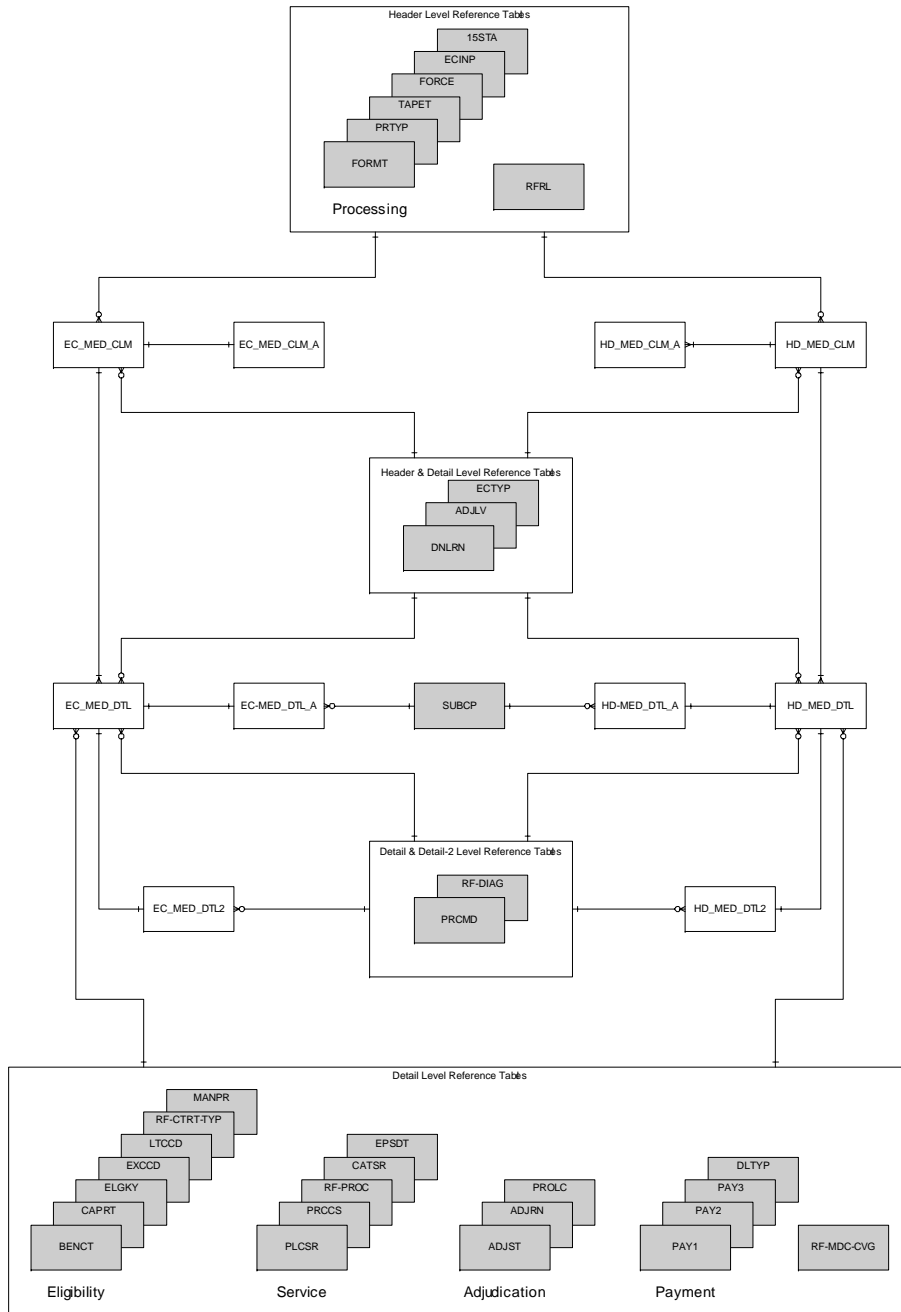 Header Level Reference Tables
15STA
ECINP
FORCE
TAPET
PRTYP
FORMT
RFRL
Processing
EC_MED_CLM
EC_MED_CLM_A
HD_MED_CLM_A
HD_MED_CLM
Header & Detail Level Reference Tables
ECTYP
ADJLV
DNLRN
EC_MED_DTL
EC-MED_DTL_A
SUBCP
HD-MED_DTL_A
HD_MED_DTL
Detail & Detail-2 Level Reference Tables
RF-DIAG
PRCMD
EC_MED_DTL2
HD_MED_DTL2
Detail Level Reference Tables
MANPR
RF-CTRT-TYP
LTCCD
EXCCD
ELGKY
CAPRT
BENCT
Eligibility
EPSDT
CATSR
RF-PROC
PRCCS
PLCSR
Service
PROLC
ADJRN
ADJST
Adjudication
DLTYP
PAY3
PAY2
PAY1
Payment
RF-MDC-CVG